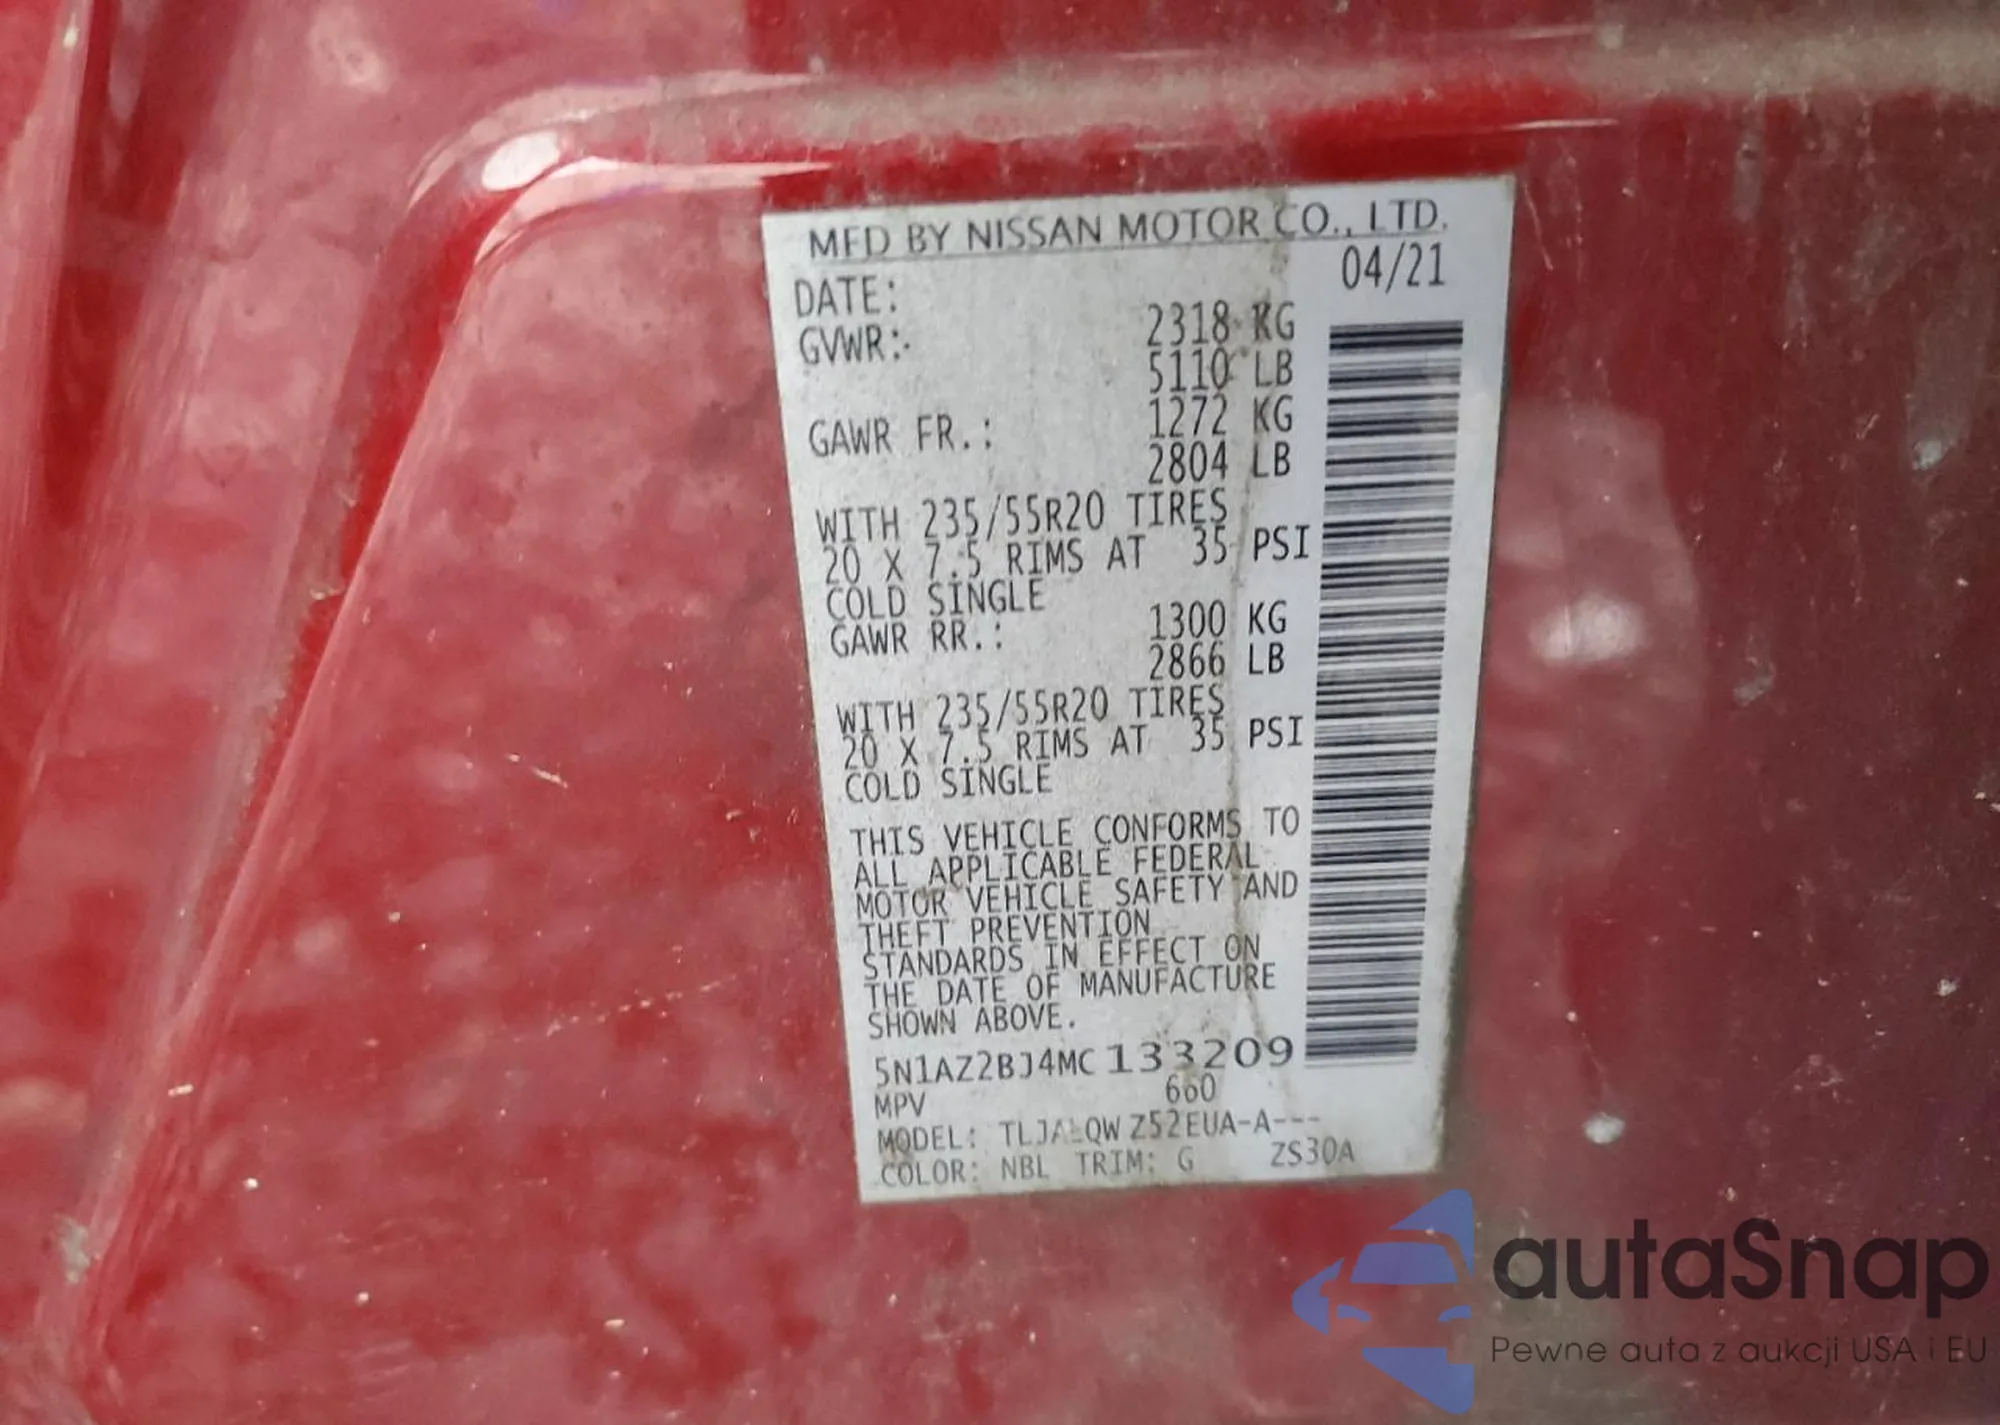 MFD BY NISSAN MOTOR CO., LTD.
DATE: 04/21
GVWR: 2318 KG
5110 LB
GAWR FR.: 1272 KG
2804 LB
WITH 235/55R20 TIRES
20 X 7.5 RIMS AT 35 PSI
COLD SINGLE
GAWR RR.: 1300 KG
2866 LB
WITH 235/55R20 TIRES
20 X 7.5 RIMS AT 35 PSI
COLD SINGLE
THIS VEHICLE CONFORMS TO
ALL APPLICABLE FEDERAL
MOTOR VEHICLE SAFETY AND
THEFT PREVENTION
STANDARDS IN EFFECT ON
THE DATE OF MANUFACTURE
SHOWN ABOVE.
5N1AZ2BJ4MC133209
MPV 660
MODEL: Z52EUA-A---
COLOR: NBL TRIM: G ZS30A
autaSnap
Pewne auta z aukcji USA i EU